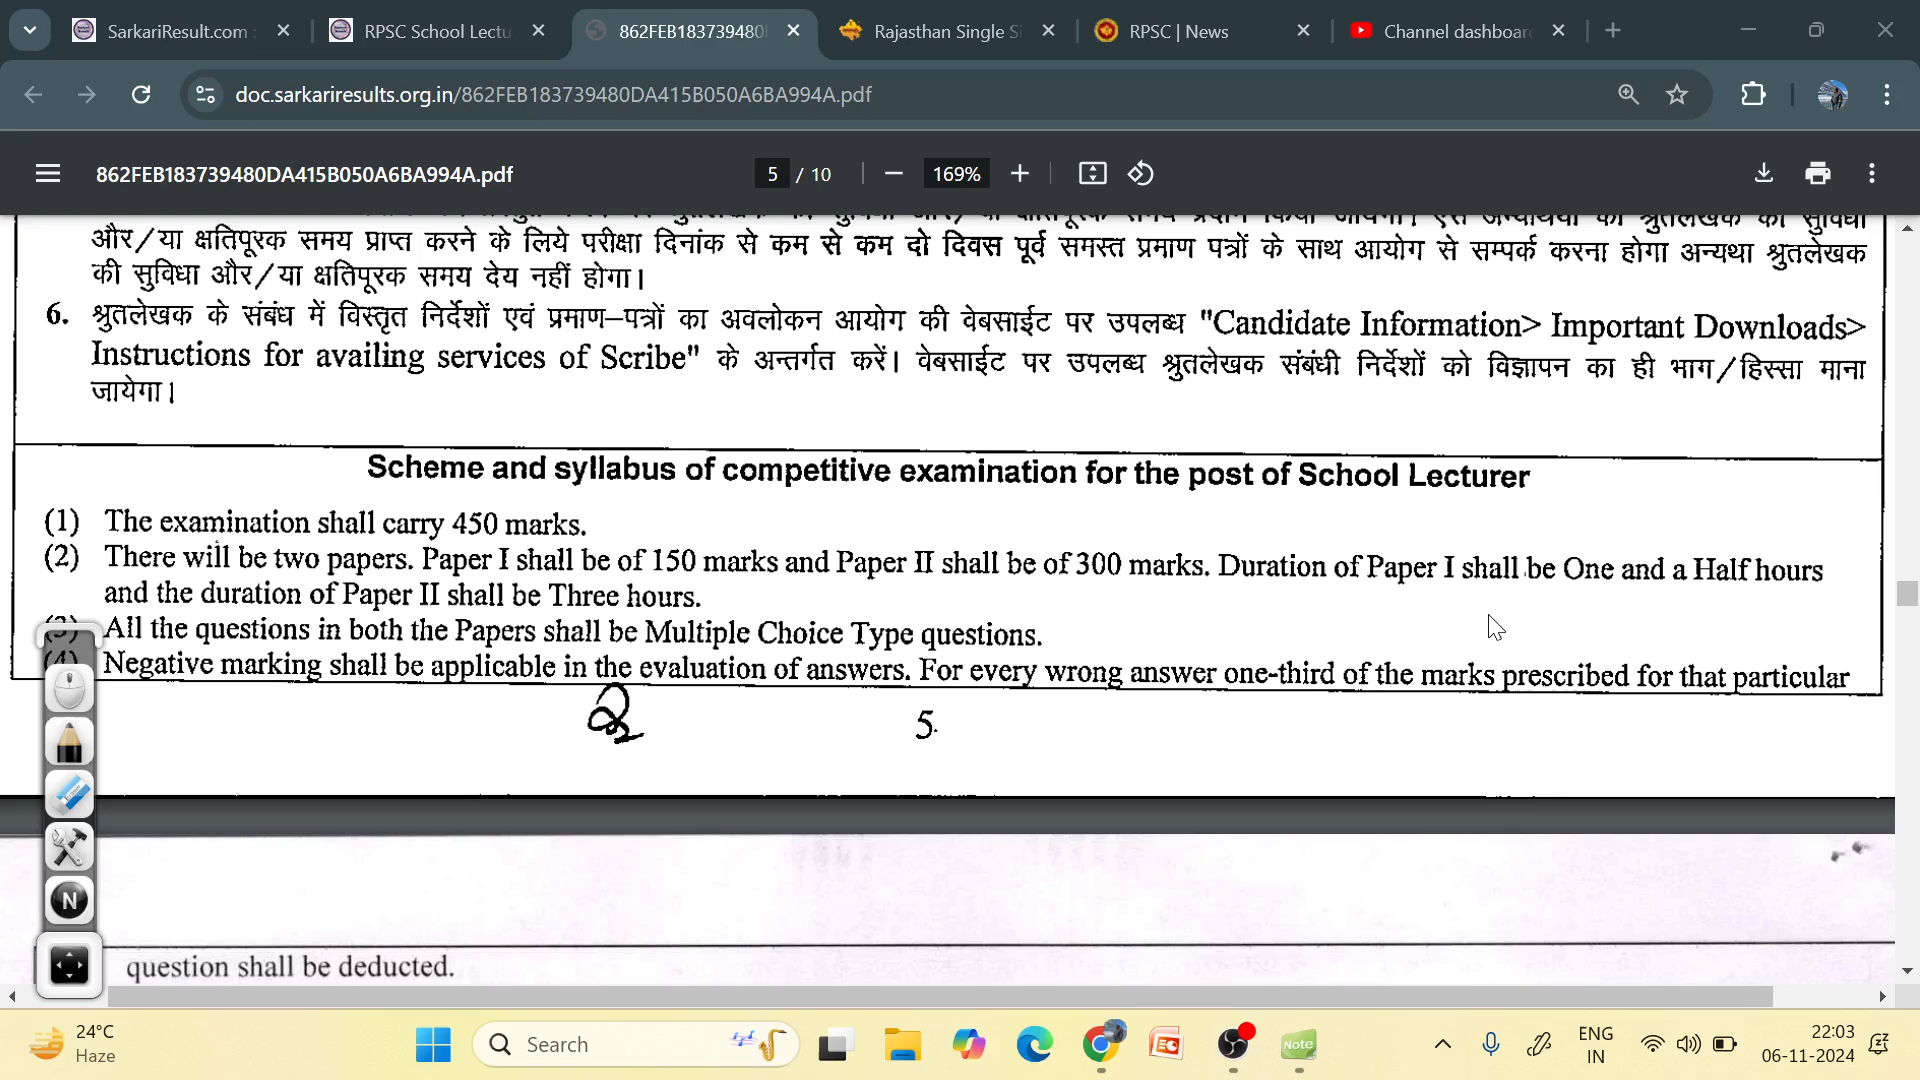 SarkariResult.com :
RPSC School Lectu
862FEB183739480
Rajasthan Single Si
RPSC | News
Channel dashboard
doc.sarkariresults.org.in/862FEB183739480DA415B050A6BA994A.pdf
862FEB183739480DA415B050A6BA994A.pdf
5 / 10
169%
और/या क्षतिपूरक समय प्राप्त करने के लिये परीक्षा दिनांक से कम से कम दो दिवस पूर्व समस्त प्रमाण पत्रों के साथ आयोग से सम्पर्क करना होगा अन्यथा श्रुतलेखक
की सुविधा और/या क्षतिपूरक समय देय नहीं होगा।
6. श्रुतलेखक के संबंध में विस्तृत निर्देशों एवं प्रमाण–पत्रों का अवलोकन आयोग की वेबसाईट पर उपलब्ध "Candidate Information> Important Downloads>
Instructions for availing services of Scribe" के अन्तर्गत करें। वेबसाईट पर उपलब्ध श्रुतलेखक संबंधी निर्देशों को विज्ञापन का ही भाग/हिस्सा माना
जायेगा।
Scheme and syllabus of competitive examination for the post of School Lecturer
(1) The examination shall carry 450 marks.
(2) There will be two papers. Paper I shall be of 150 marks and Paper II shall be of 300 marks. Duration of Paper I shall be One and a Half hours
and the duration of Paper II shall be Three hours.
(3) All the questions in both the Papers shall be Multiple Choice Type questions.
(4) Negative marking shall be applicable in the evaluation of answers. For every wrong answer one-third of the marks prescribed for that particular
5.
question shall be deducted.
N
24°C
Haze
Search
Note
ENG
IN
22:03
06-11-2024